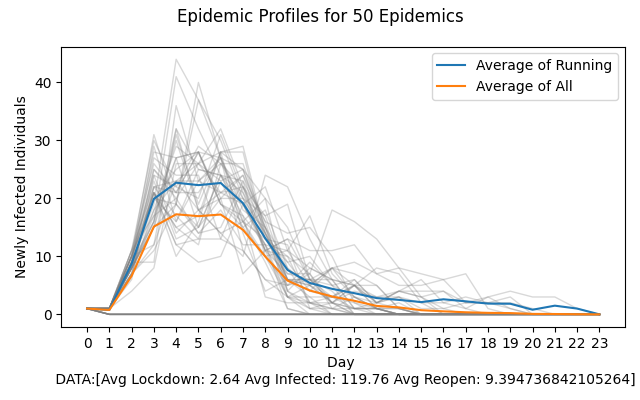 Epidemic Profiles for 50 Epidemics
Average of Running
Average of All
Newly Infected Individuals
40
30
20
10
0
0 1 2 3 4 5 6 7 8 9 10 11 12 13 14 15 16 17 18 19 20 21 22 23
Day
DATA:[Avg Lockdown: 2.64 Avg Infected: 119.76 Avg Reopen: 9.394736842105264]